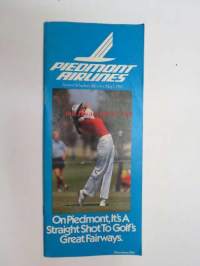 PIEDMONT
AIRLINES
On Piedmont, It's A
Straight Shot To Golf's
Great Fairways.